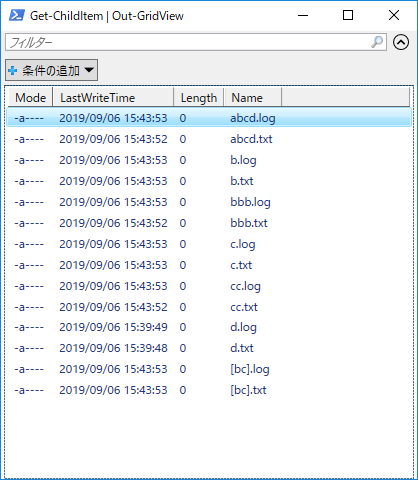 Get-ChildItem | Out-GridView
フィルター
条件の追加
Mode LastWriteTime Length Name
-a---- 2019/09/06 15:43:53 0 abcd.log
-a---- 2019/09/06 15:43:52 0 abcd.txt
-a---- 2019/09/06 15:43:53 0 b.log
-a---- 2019/09/06 15:43:53 0 b.txt
-a---- 2019/09/06 15:43:53 0 bbb.log
-a---- 2019/09/06 15:43:52 0 bbb.txt
-a---- 2019/09/06 15:43:53 0 c.log
-a---- 2019/09/06 15:43:53 0 c.txt
-a---- 2019/09/06 15:43:53 0 cc.log
-a---- 2019/09/06 15:43:52 0 cc.txt
-a---- 2019/09/06 15:39:49 0 d.log
-a---- 2019/09/06 15:39:48 0 d.txt
-a---- 2019/09/06 15:43:53 0 [bc].log
-a---- 2019/09/06 15:43:53 0 [bc].txt